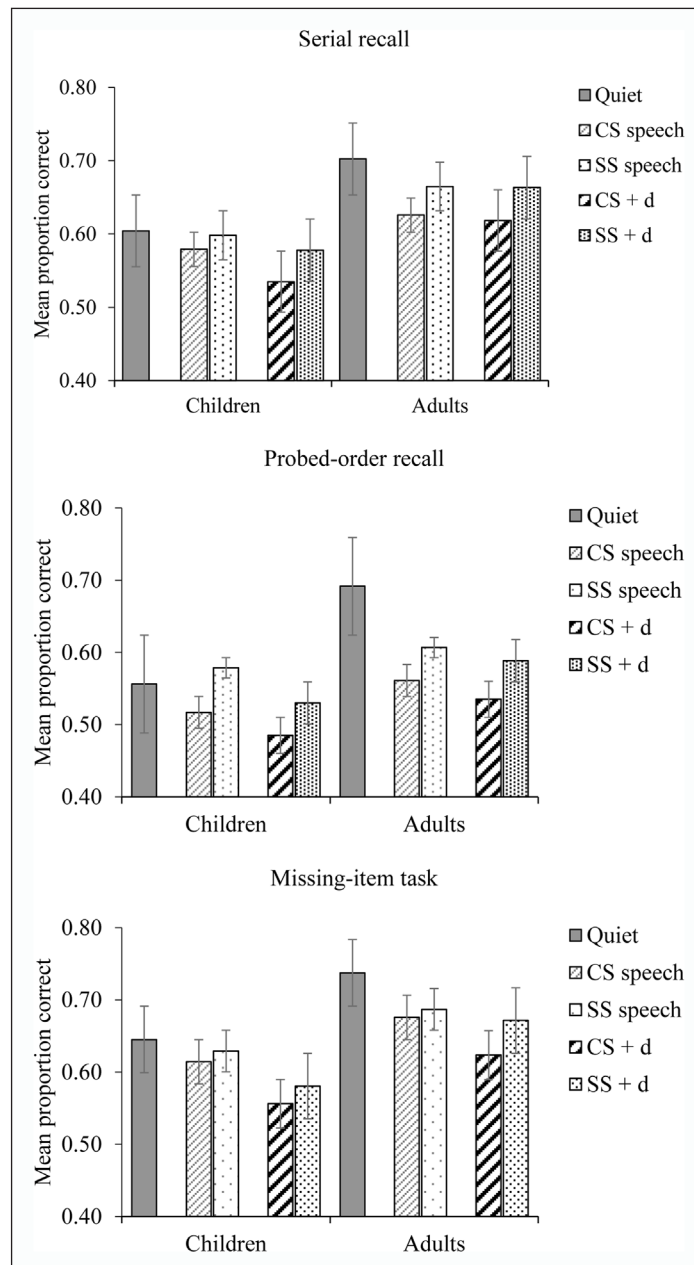 Serial recall
0.80
0.70
0.60
0.50
0.40
Mean proportion correct
Children
Adults
Quiet
CS speech
SS speech
CS + d
SS + d
Probed-order recall
0.80
0.70
0.60
0.50
0.40
Mean proportion correct
Children
Adults
Quiet
CS speech
SS speech
CS + d
SS + d
Missing-item task
0.80
0.70
0.60
0.50
0.40
Mean proportion correct
Children
Adults
Quiet
CS speech
SS speech
CS + d
SS + d